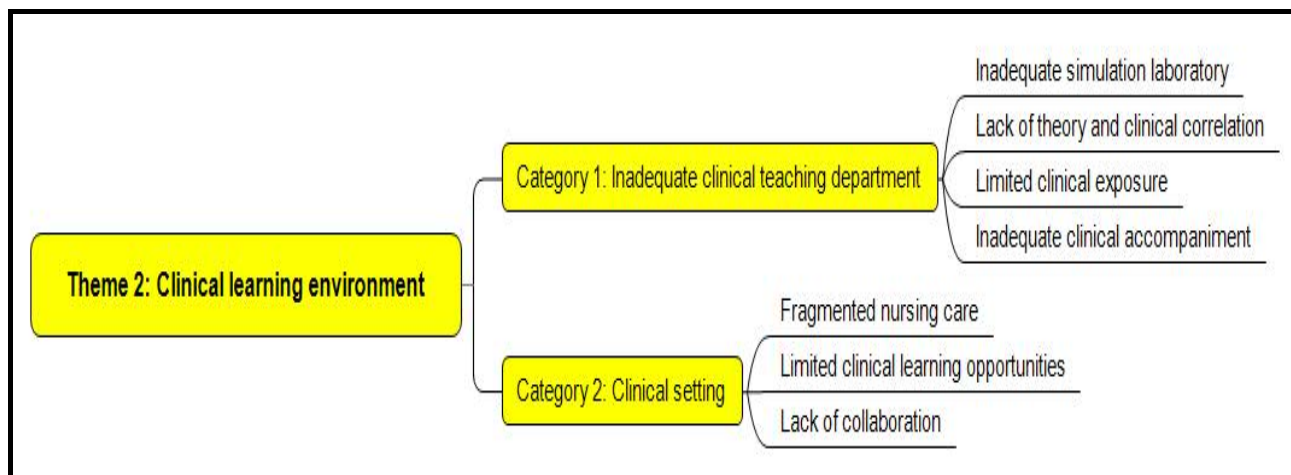 Theme 2: Clinical learning environment
Category 1: Inadequate clinical teaching department
Inadequate simulation laboratory
Lack of theory and clinical correlation
Limited clinical exposure
Inadequate clinical accompaniment
Category 2: Clinical setting
Fragmented nursing care
Limited clinical learning opportunities
Lack of collaboration